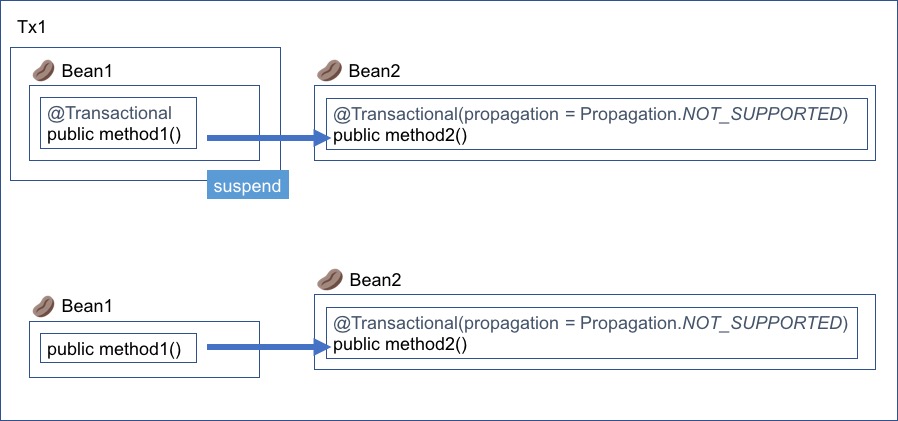 Tx1
Bean1
Bean2
@Transactional
public method1()
@Transactional(propagation = Propagation.NOT_SUPPORTED)
public method2()
suspend
Bean1
Bean2
public method1()
@Transactional(propagation = Propagation.NOT_SUPPORTED)
public method2()